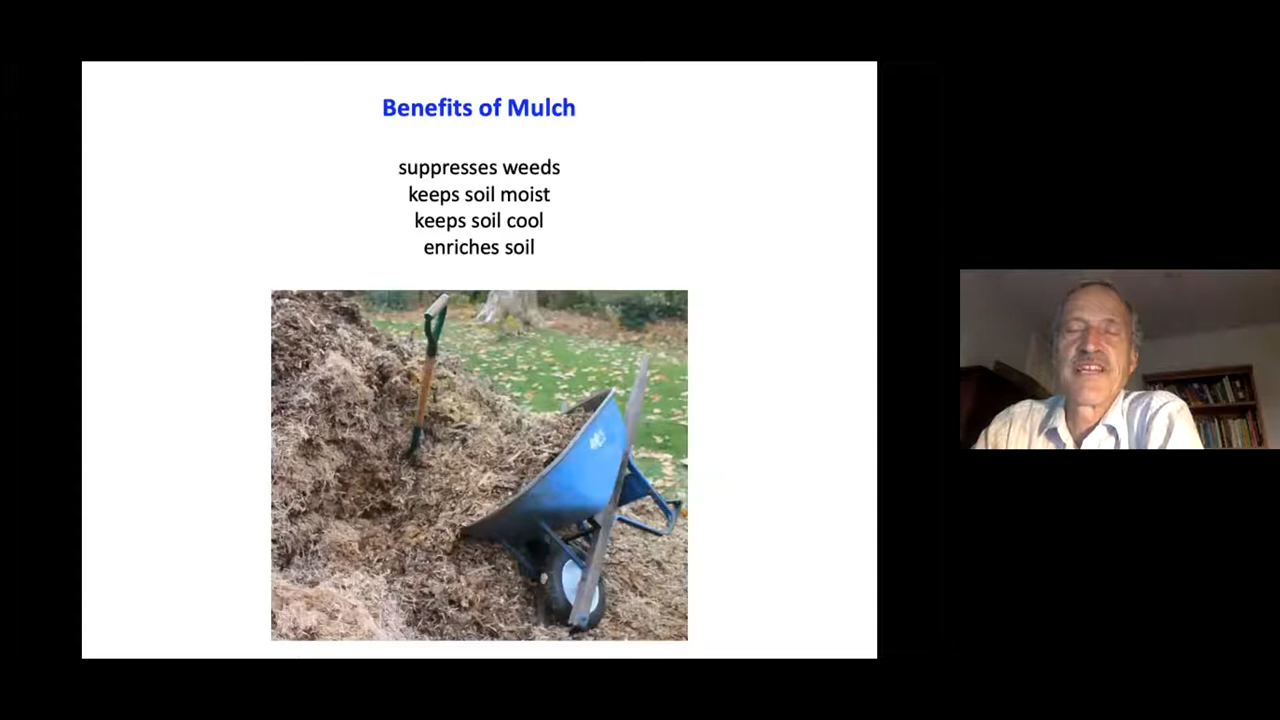 Benefits of Mulch
suppresses weeds
keeps soil moist
keeps soil cool
enriches soil